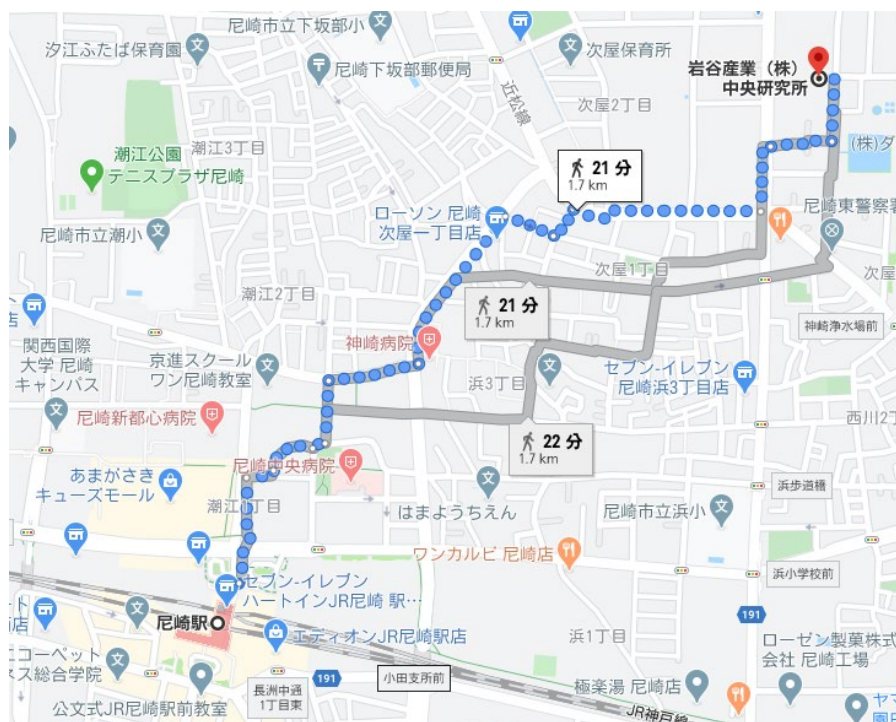 尼崎市立下坂部小
汐江ふたば保育園
尼崎下坂部郵便局
次屋保育所
岩谷産業（株）
中央研究所
近松線
次屋2丁目
潮江3丁目
(株)ダ
潮江公園
テニスプラザ尼崎
21 分
1.7 km
ローソン 尼崎
次屋一丁目店
尼崎市立潮小
尼崎東警察署
次屋1丁目
次屋
潮江2丁目
21 分
1.7 km
神崎浄水場前
神崎病院
関西国際
大学 尼崎
キャンパス
京進スクール
ワン尼崎教室
浜3丁目
セブン-イレブン
尼崎浜3丁目店
尼崎新都心病院
西川2丁
22 分
1.7 km
尼崎中央病院
あまがさき
キューズモール
潮江1丁目
はまようちえん
尼崎市立浜小
浜歩道橋
ワンカルビ 尼崎店
浜小学校前
セブン-イレブン
ハートインJR尼崎 駅…
尼崎駅
エディオンJR尼崎駅店
浜1丁目
191
ローゼン製菓株式
会社 尼崎工場
ニコーペット
ネス総合学院
191
小田支所前
長洲中通
1丁目東
極楽湯 尼崎店
公文式JR尼崎駅前教室
JR神戸線
ヤマ